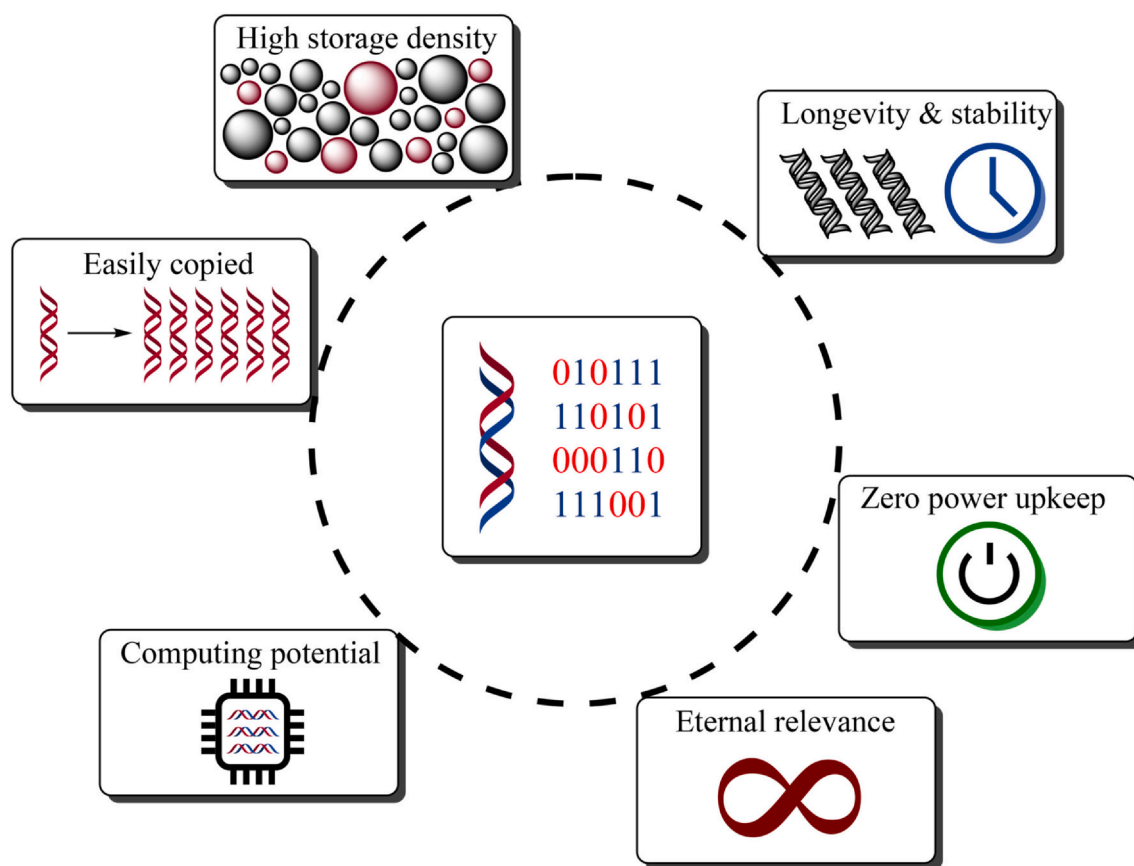 High storage density
Longevity & stability
Easily copied
010111
110101
000110
111001
Zero power upkeep
Computing potential
Eternal relevance